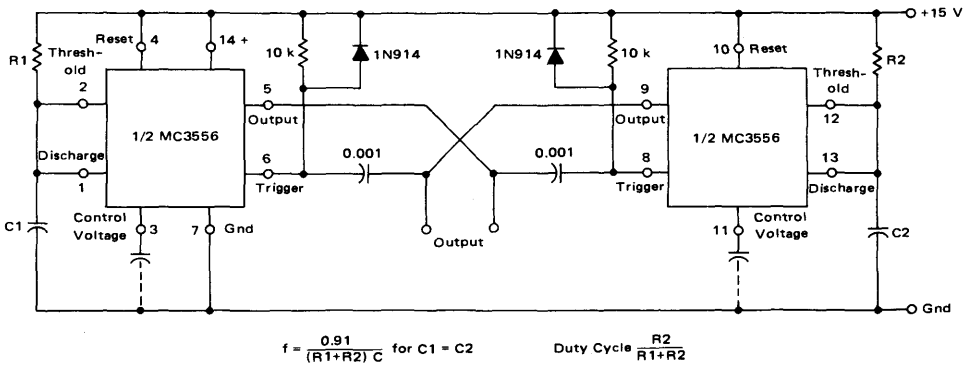 +15 V
R1
Thresh-
old
2
Reset
4
14 +
10 k
1N914
1N914
10 k
10
Reset
R2
Thresh-
old
12
5
Output
9
Output
1/2 MC3556
1/2 MC3556
Discharge
1
6
Trigger
0.001
0.001
8
Trigger
13
Discharge
C1
Control
Voltage
3
7
Gnd
Output
11
Control
Voltage
C2
Gnd
f = 0.91 / (R1+R2) C for C1 = C2
Duty Cycle R2 / R1+R2